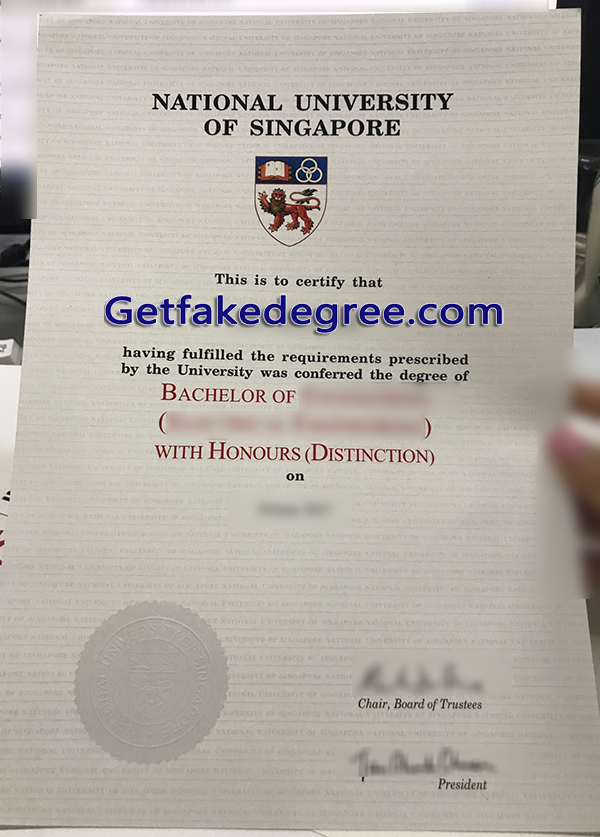 NATIONAL UNIVERSITY
OF SINGAPORE
This is to certify that
Getfakedegree.com
having fulfilled the requirements prescribed
by the University was conferred the degree of
BACHELOR OF
(
)
WITH HONOURS (DISTINCTION)
on
Chair, Board of Trustees
President